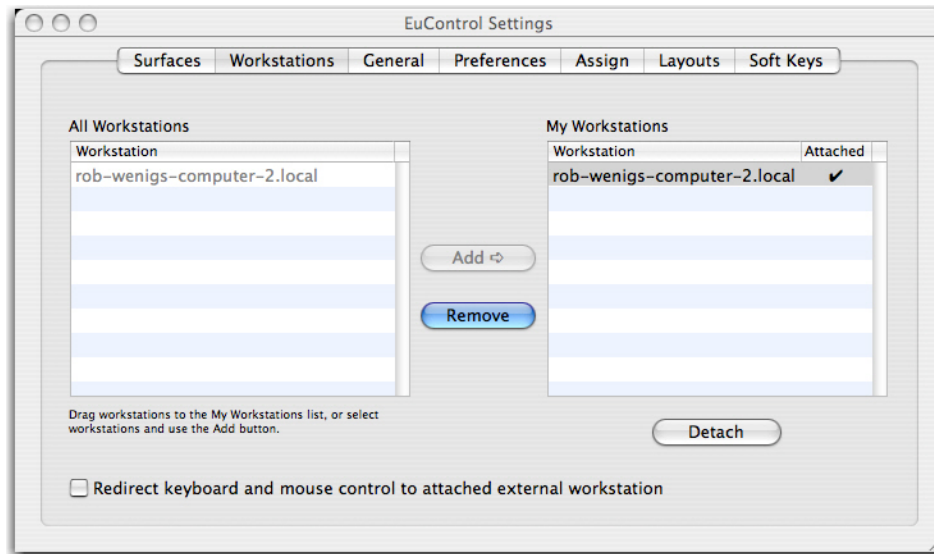 EuControl Settings
Surfaces Workstations General Preferences Assign Layouts Soft Keys
All Workstations
Workstation
rob-wenigs-computer-2.local
My Workstations
Workstation Attached
rob-wenigs-computer-2.local ✔
Add ⇨
Remove
Drag workstations to the My Workstations list, or select
workstations and use the Add button.
Detach
Redirect keyboard and mouse control to attached external workstation